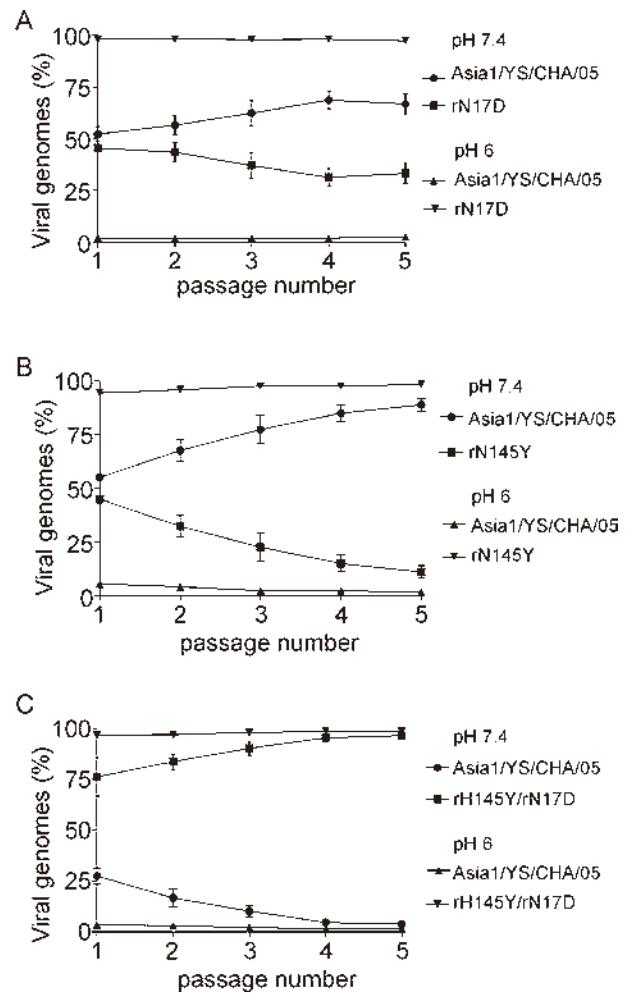 A
Viral genomes (%)
100
75
50
25
0
1 2 3 4 5
passage number
pH 7.4
Asia1/YS/CHA/05
rN17D
pH 6
Asia1/YS/CHA/05
rN17D
B
Viral genomes (%)
100
75
50
25
0
1 2 3 4 5
passage number
pH 7.4
Asia1/YS/CHA/05
rN145Y
pH 6
Asia1/YS/CHA/05
rN145Y
C
Viral genomes (%)
100
75
50
25
0
1 2 3 4 5
passage number
pH 7.4
Asia1/YS/CHA/05
rH145Y/rN17D
pH 6
Asia1/YS/CHA/05
rH145Y/rN17D